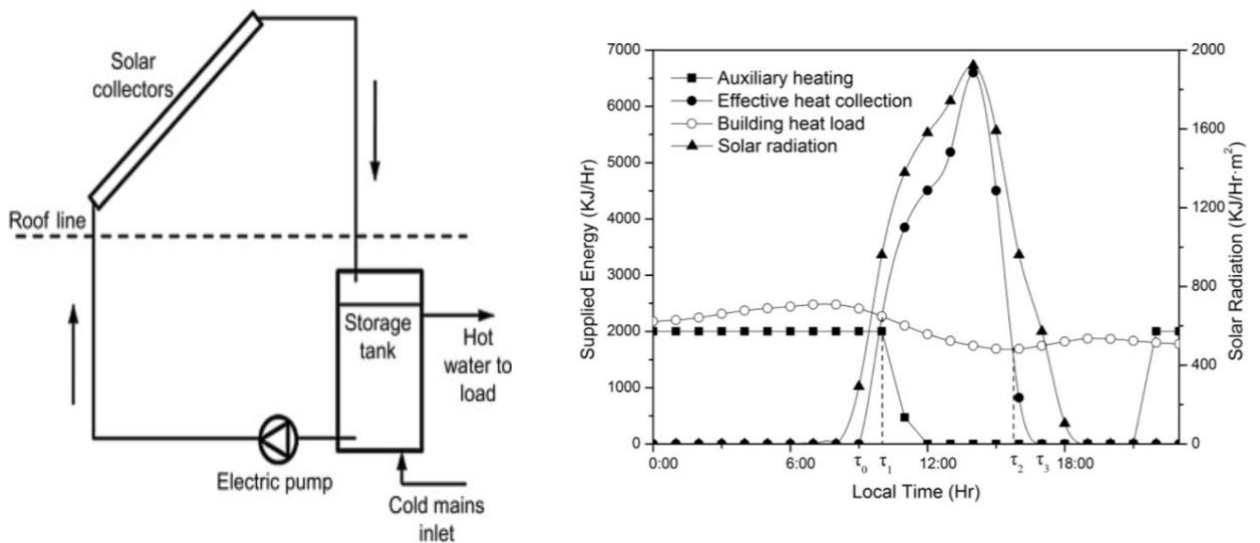 Solar
collectors
Roof line
Storage
tank
Hot
water to
load
Electric pump
Cold mains
inlet
7000
6000
5000
4000
3000
2000
1000
0
Supplied Energy (KJ/Hr)
Auxiliary heating
Effective heat collection
Building heat load
Solar radiation
2000
1600
1200
800
400
0
Solar Radiation (KJ/Hr·m²)
0:00
6:00
τ₀
τ₁
12:00
τ₂
τ₃
18:00
Local Time (Hr)